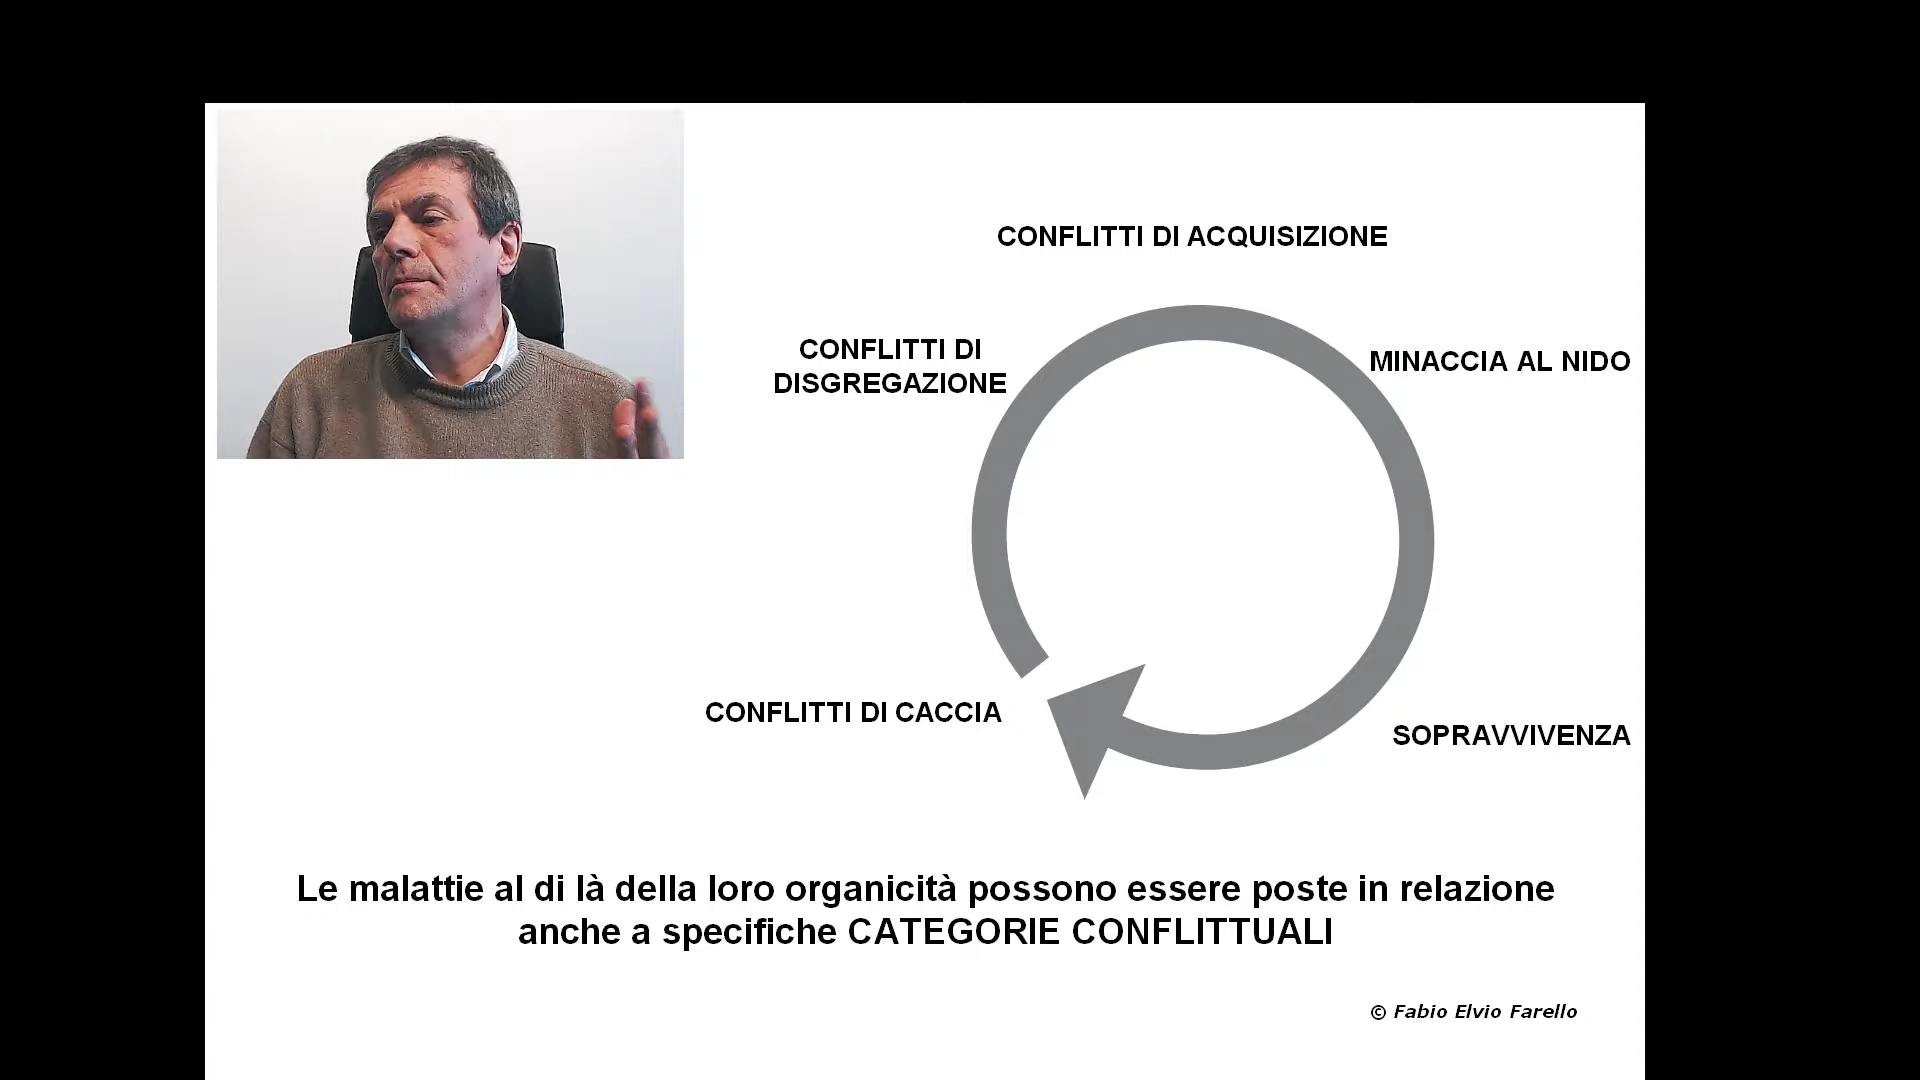 CONFLITTI DI ACQUISIZIONE
CONFLITTI DI
DISGREGAZIONE
MINACCIA AL NIDO
CONFLITTI DI CACCIA
SOPRAVVIVENZA
Le malattie al di là della loro organicità possono essere poste in relazione
anche a specifiche CATEGORIE CONFLITTUALI
© Fabio Elvio Farello